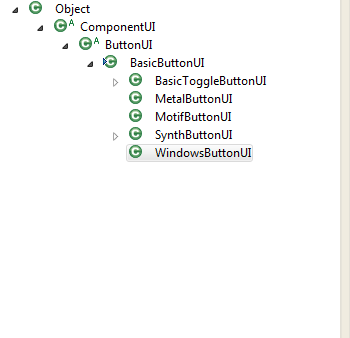 C Object
C A ComponentUI
C A ButtonUI
C BasicButtonUI
C BasicToggleButtonUI
C MetalButtonUI
C MotifButtonUI
C SynthButtonUI
C WindowsButtonUI